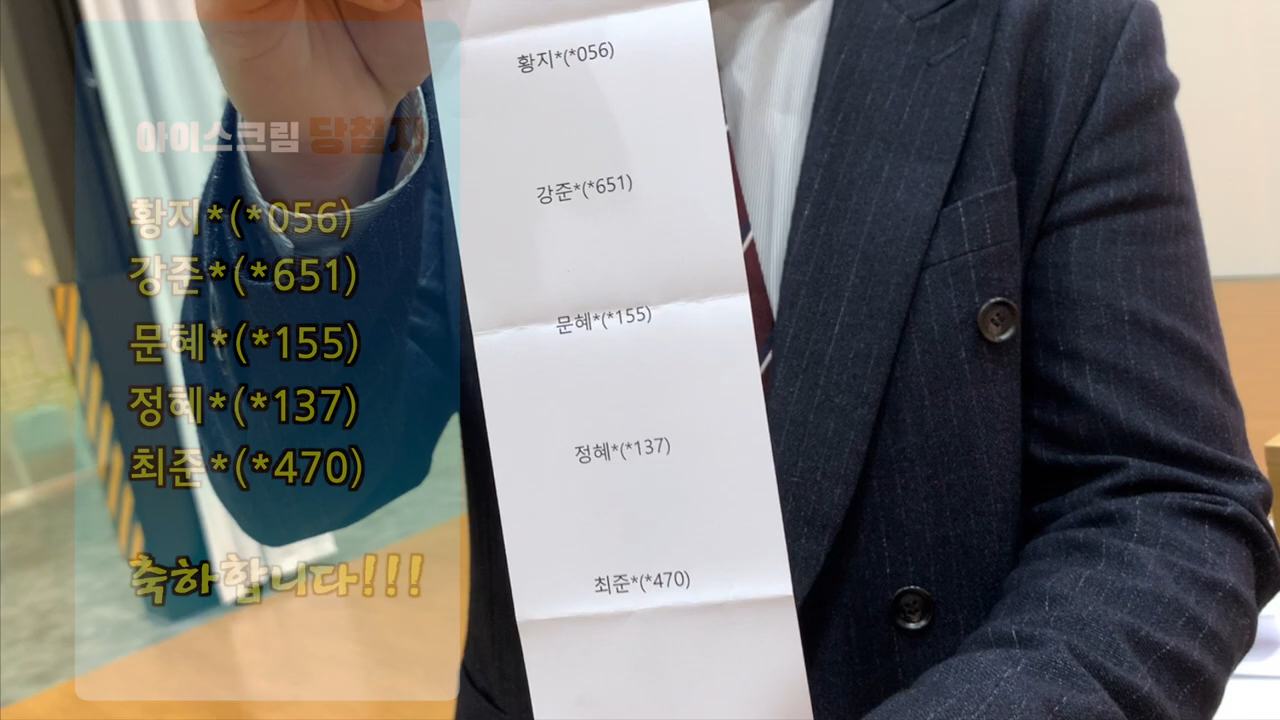 아이스크림 당첨자
황지*(*056)
강준*(*651)
문혜*(*155)
정혜*(*137)
최준*(*470)
축하합니다!!!
황지*(*056)
강준*(*651)
문혜*(*155)
정혜*(*137)
최준*(*470)